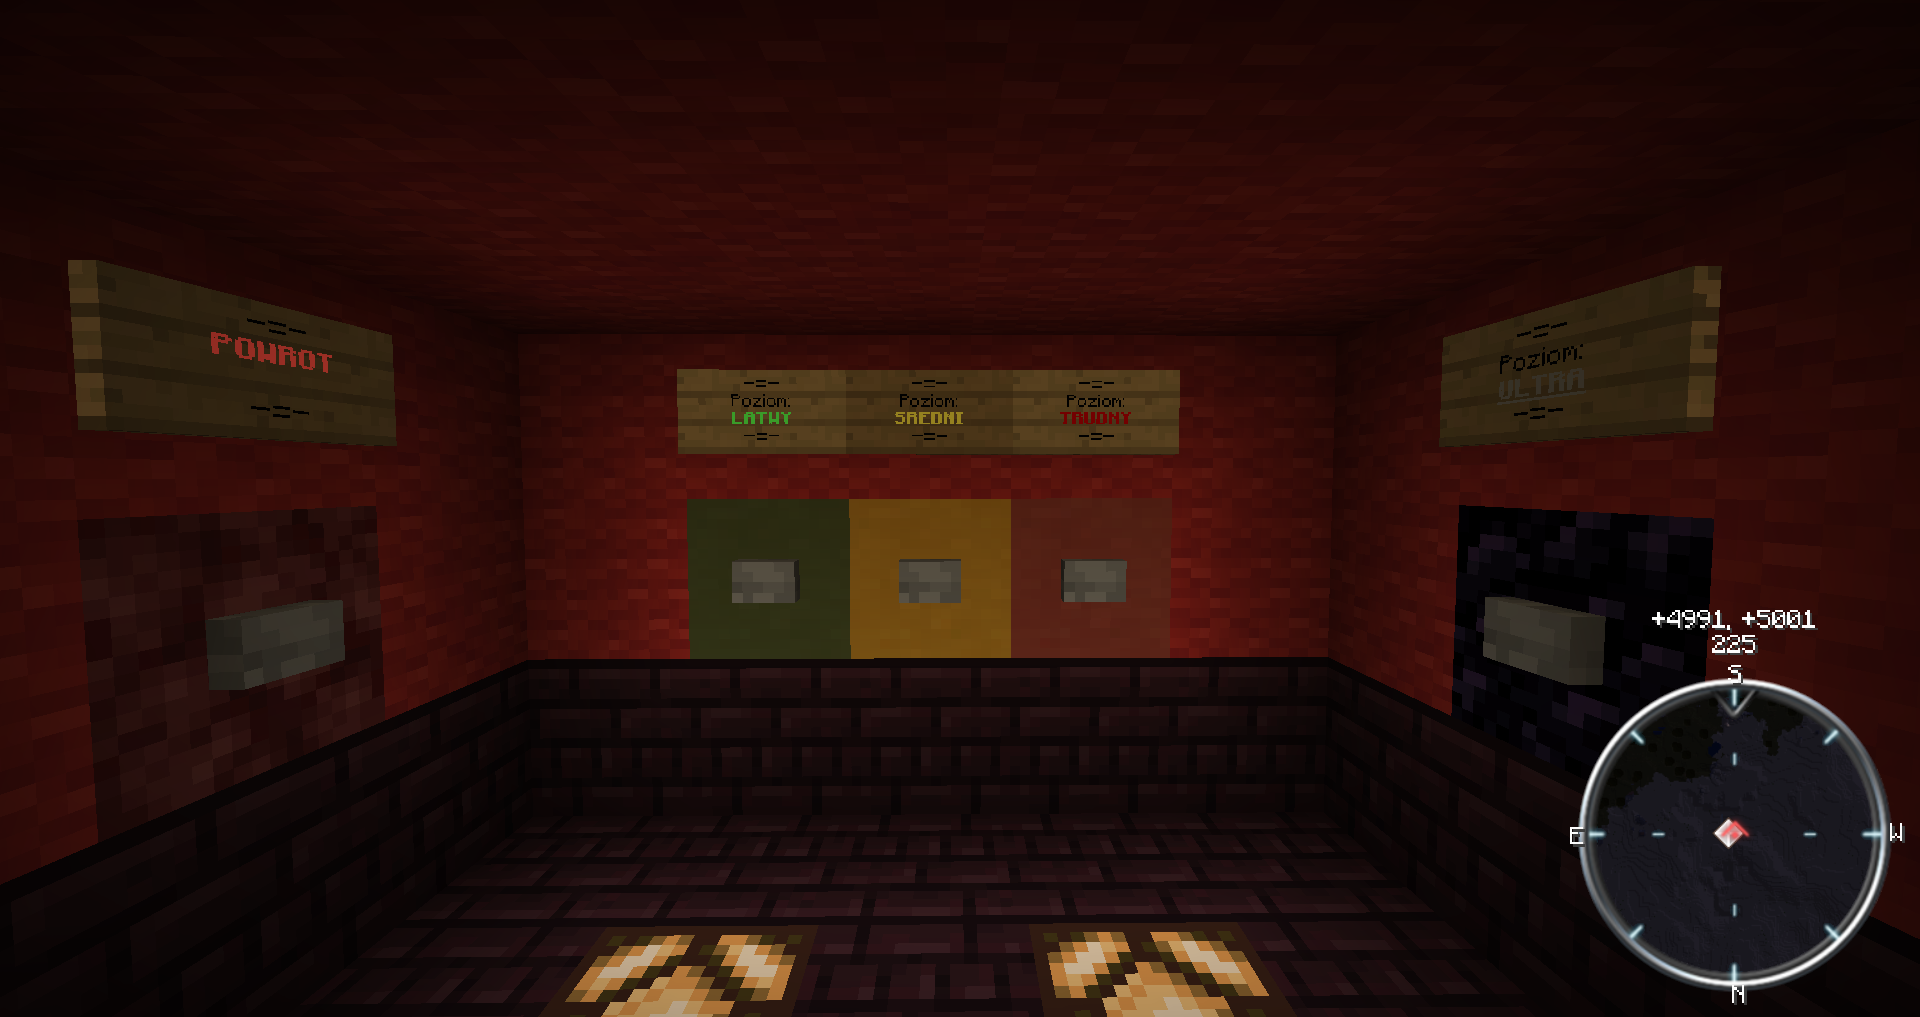 -=-
POWROT
-=-
-=-
Poziom:
LATWY
-=-
-=-
Poziom:
SREDNI
-=-
-=-
Poziom:
TRUDNY
-=-
-=-
Poziom:
ULTRA
-=-
+4991, +5001
225
S
E
W
N